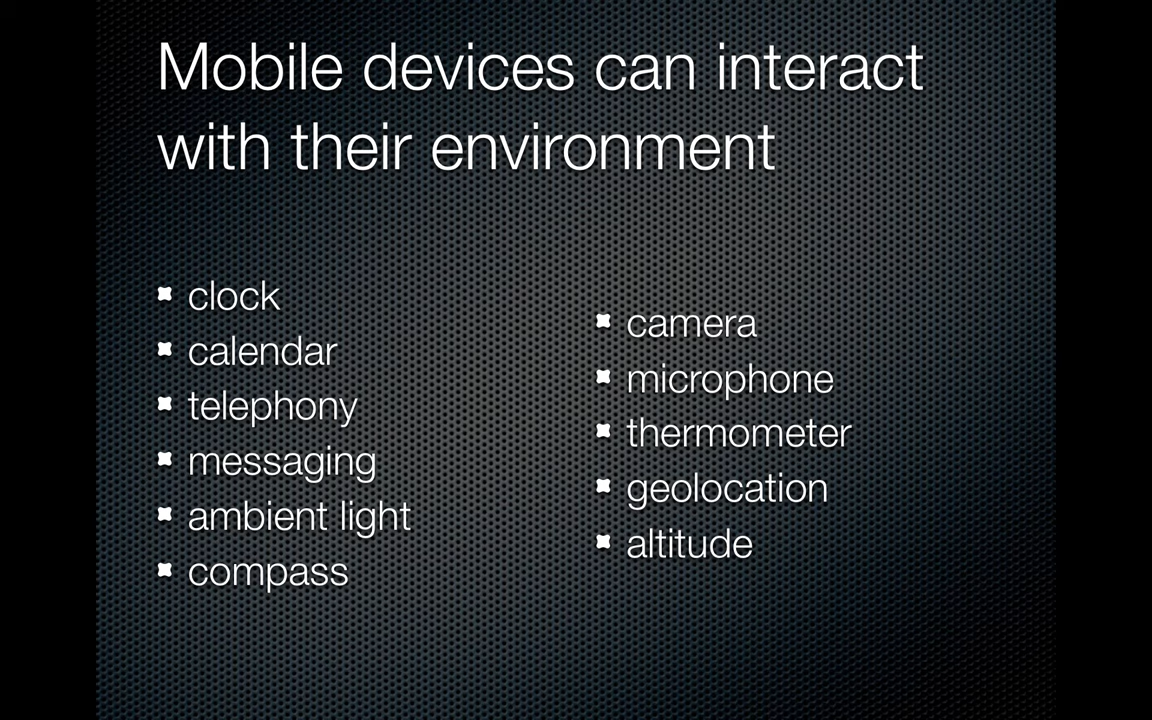 Mobile devices can interact
with their environment
clock
calendar
telephony
messaging
ambient light
compass
camera
microphone
thermometer
geolocation
altitude